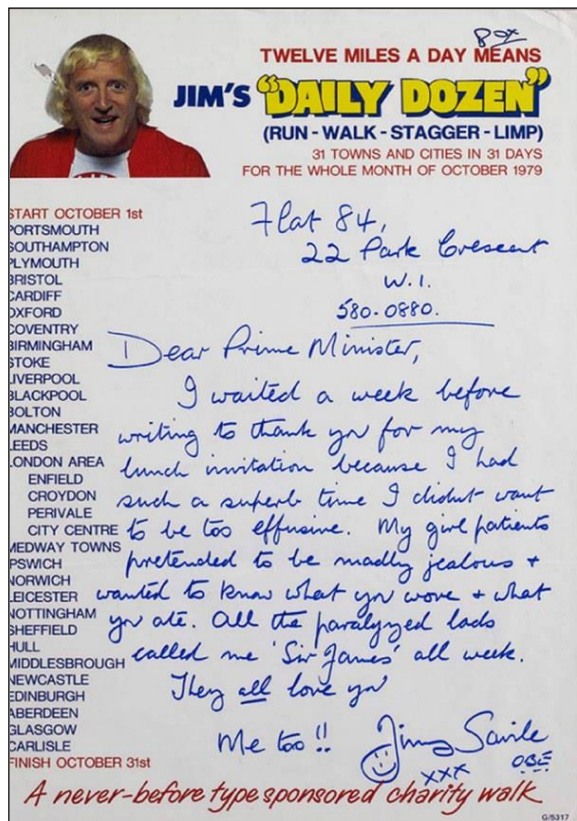 80x
TWELVE MILES A DAY MEANS
JIM'S "DAILY DOZEN"
(RUN - WALK - STAGGER - LIMP)
31 TOWNS AND CITIES IN 31 DAYS
FOR THE WHOLE MONTH OF OCTOBER 1979
START OCTOBER 1st
PORTSMOUTH
SOUTHAMPTON
PLYMOUTH
BRISTOL
CARDIFF
OXFORD
COVENTRY
BIRMINGHAM
STOKE
LIVERPOOL
BLACKPOOL
BOLTON
MANCHESTER
LEEDS
LONDON AREA
ENFIELD
CROYDON
PERIVALE
CITY CENTRE
MEDWAY TOWNS
IPSWICH
NORWICH
LEICESTER
NOTTINGHAM
SHEFFIELD
HULL
MIDDLESBROUGH
NEWCASTLE
EDINBURGH
ABERDEEN
GLASGOW
CARLISLE
FINISH OCTOBER 31st
Flat 84,
22 Park Crescent
W.1.
580-0880.
Dear Prime Minister,
I waited a week before
writing to thank you for my
lunch invitation because I had
such a superb time I didnt want
to be too effusive. My girl patients
pretended to be madly jealous +
wanted to know what you wore + what
you ate. All the paralyzed lads
called me 'Sir James' all week.
They all love you
Me too!!
Jimmy Savile
OBE
xxx
A never-before type sponsored charity walk
G/5317